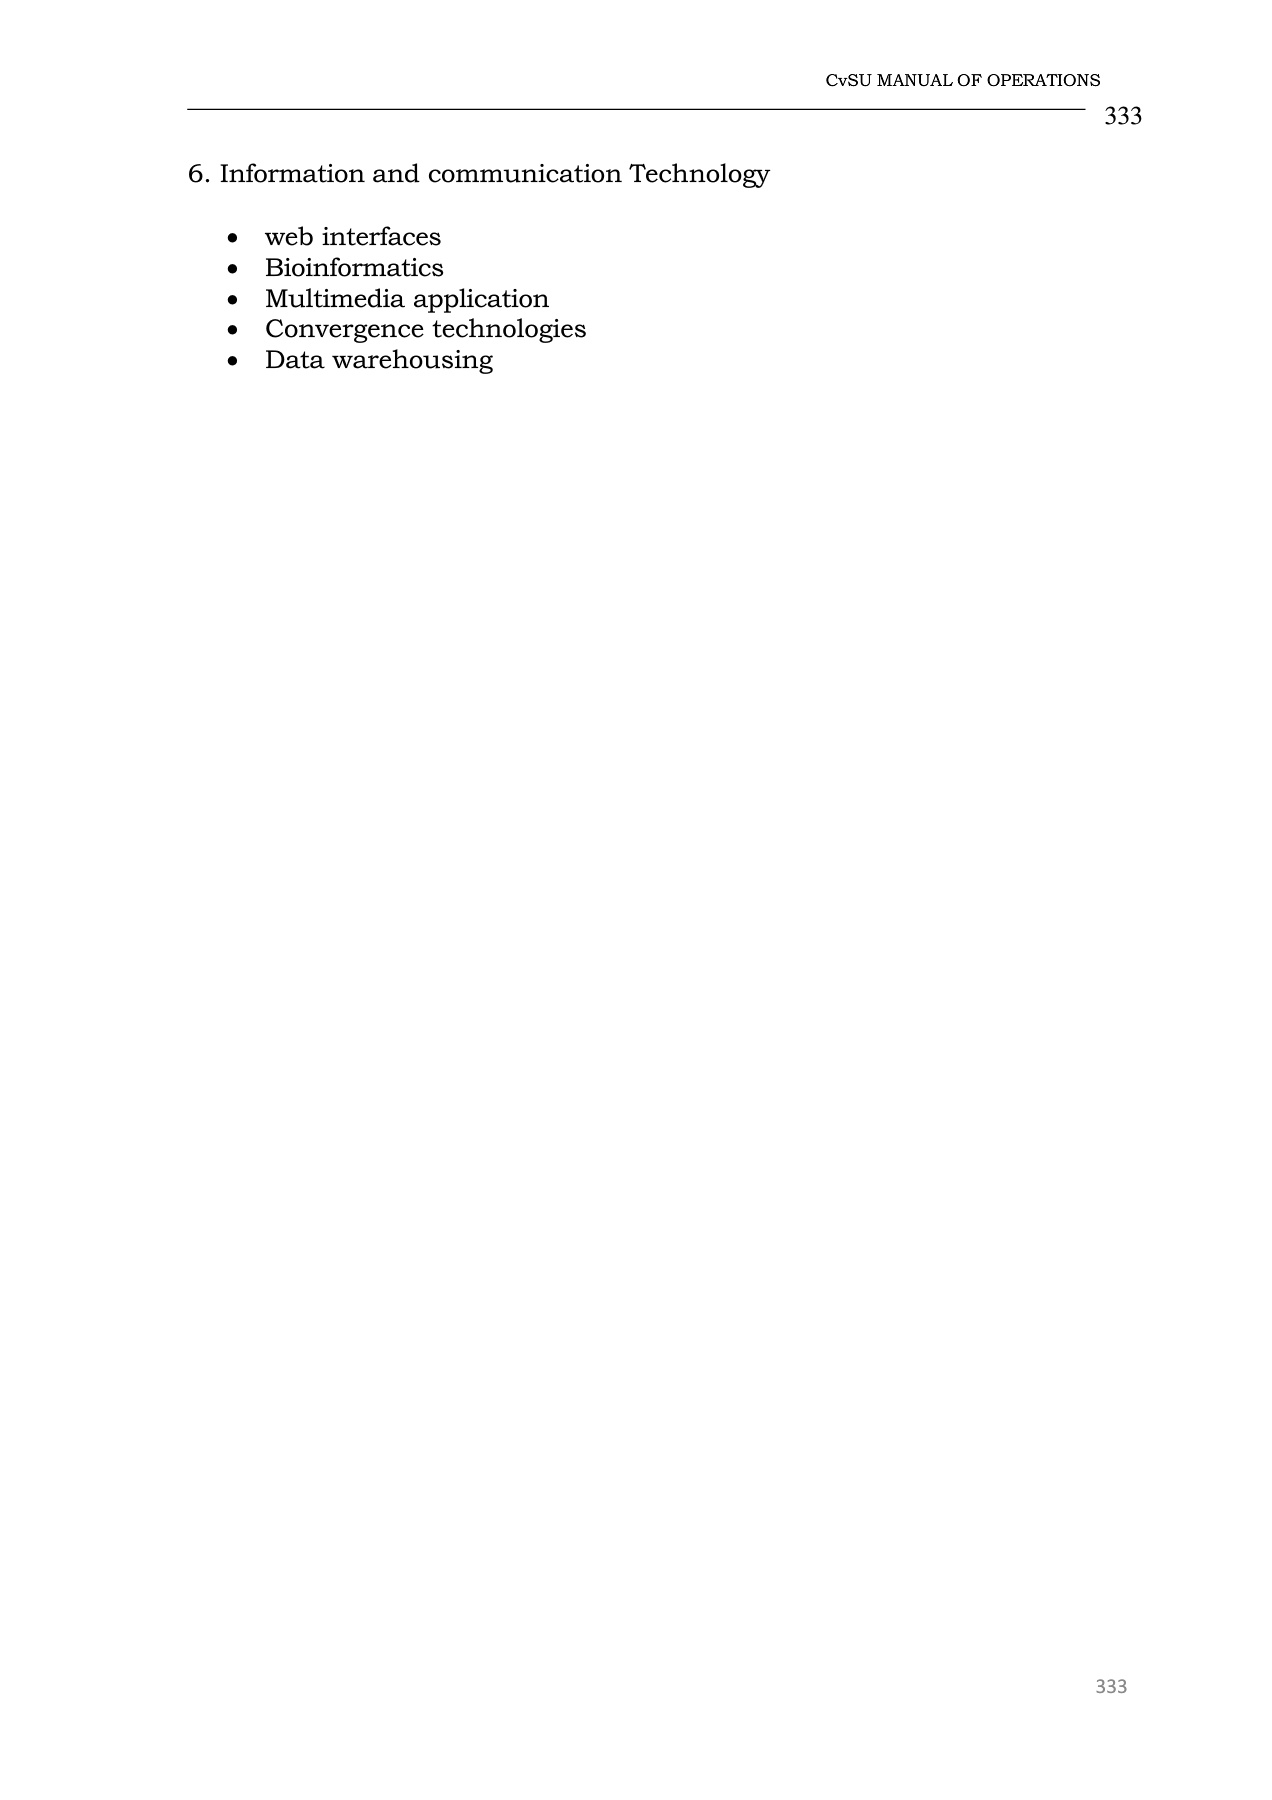 CvSU MANUAL OF OPERATIONS
333
6. Information and communication Technology
• web interfaces
• Bioinformatics
• Multimedia application
• Convergence technologies
• Data warehousing
333